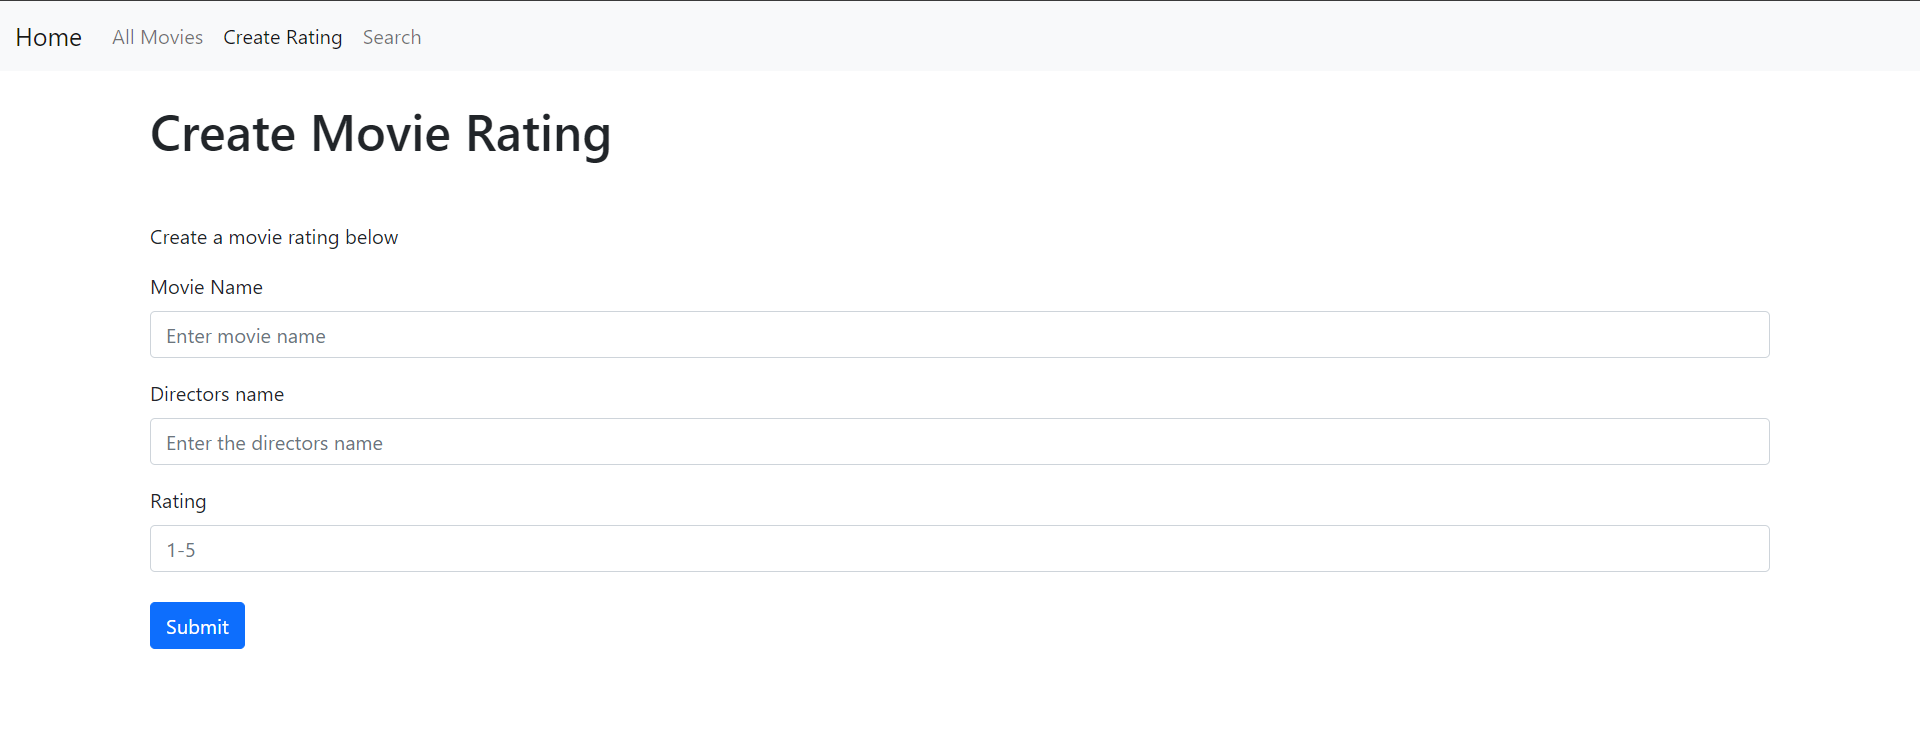 Home All Movies Create Rating Search
Create Movie Rating
Create a movie rating below
Movie Name
Enter movie name
Directors name
Enter the directors name
Rating
1-5
Submit